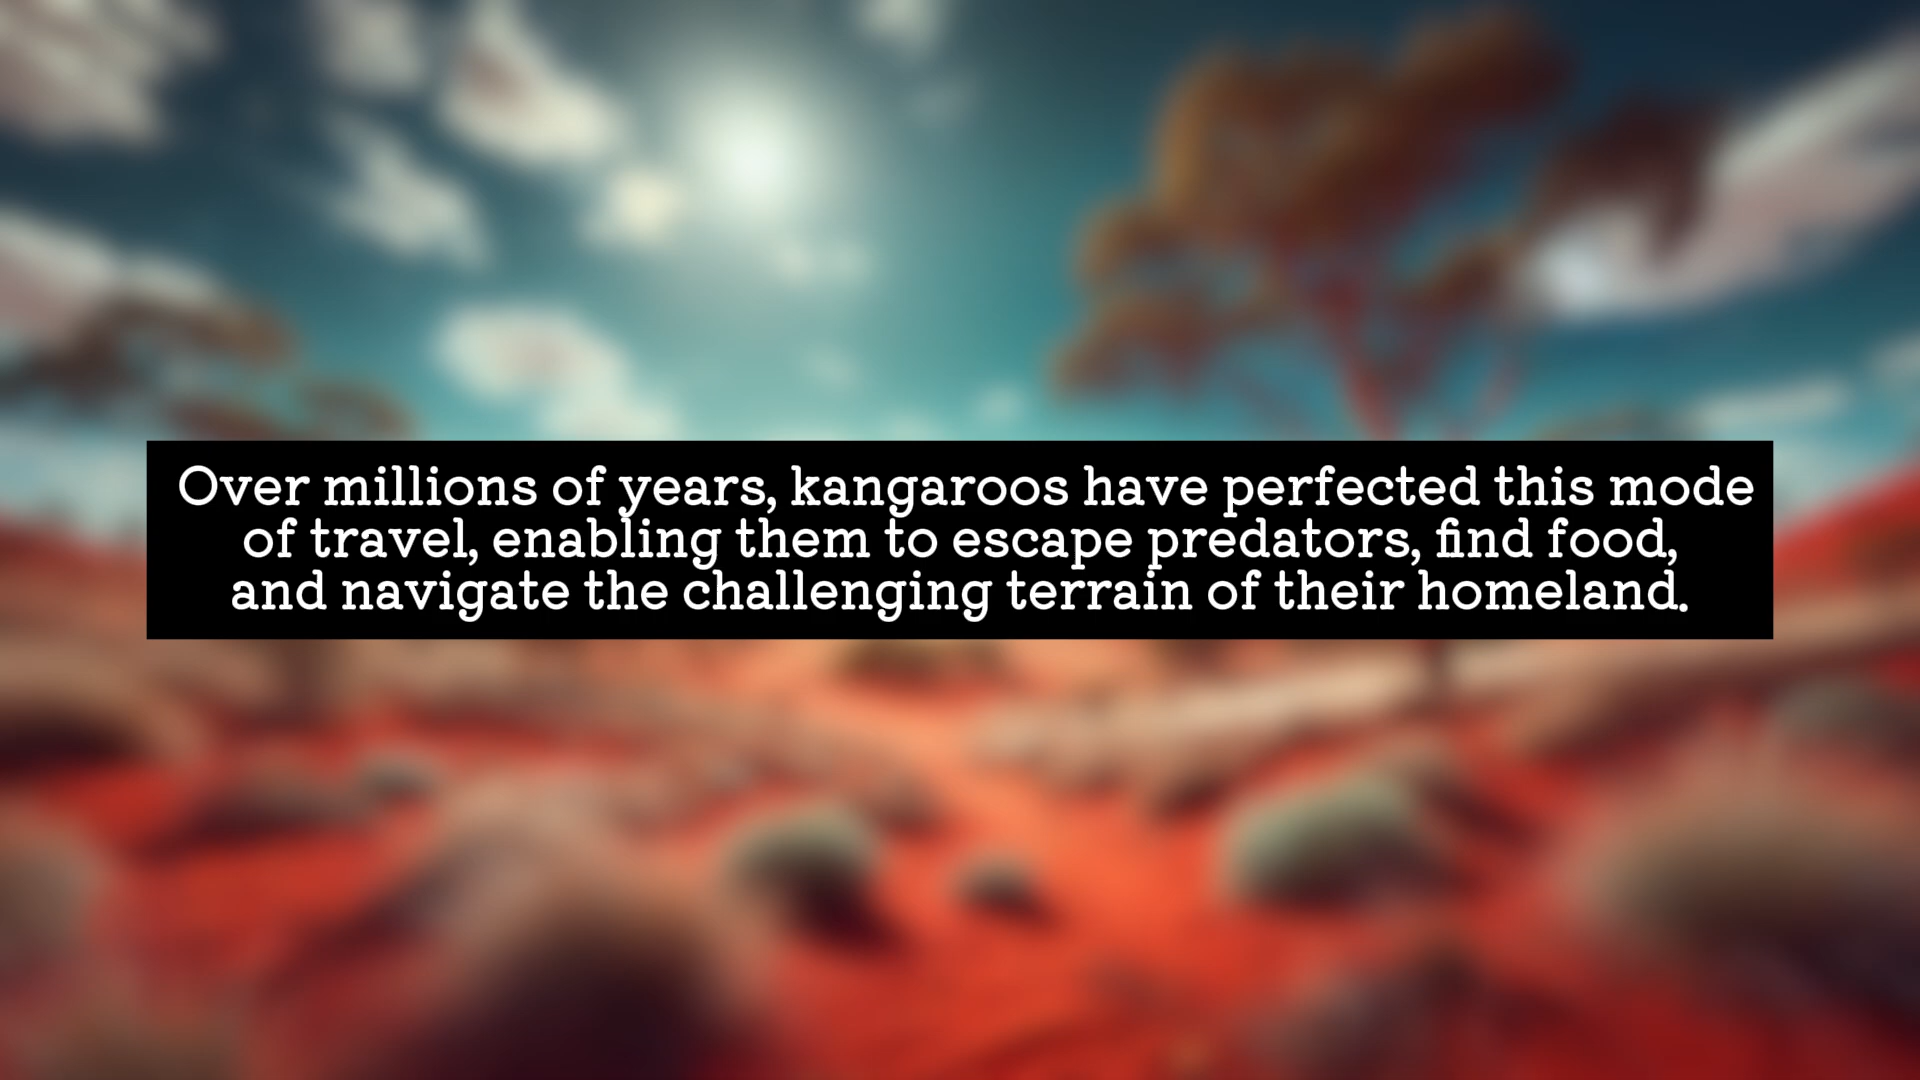 Over millions of years, kangaroos have perfected this mode
of travel, enabling them to escape predators, find food,
and navigate the challenging terrain of their homeland.